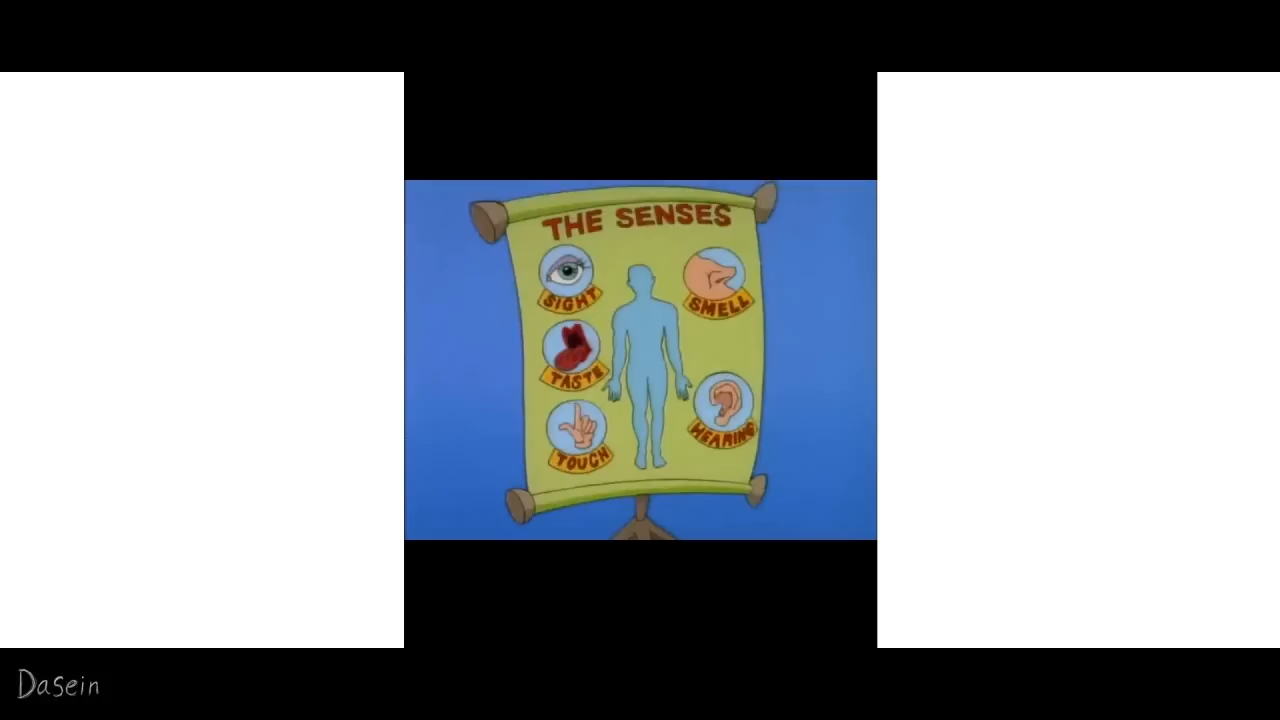 THE SENSES
SIGHT
SMELL
TASTE
TOUCH
HEARING
Dasein